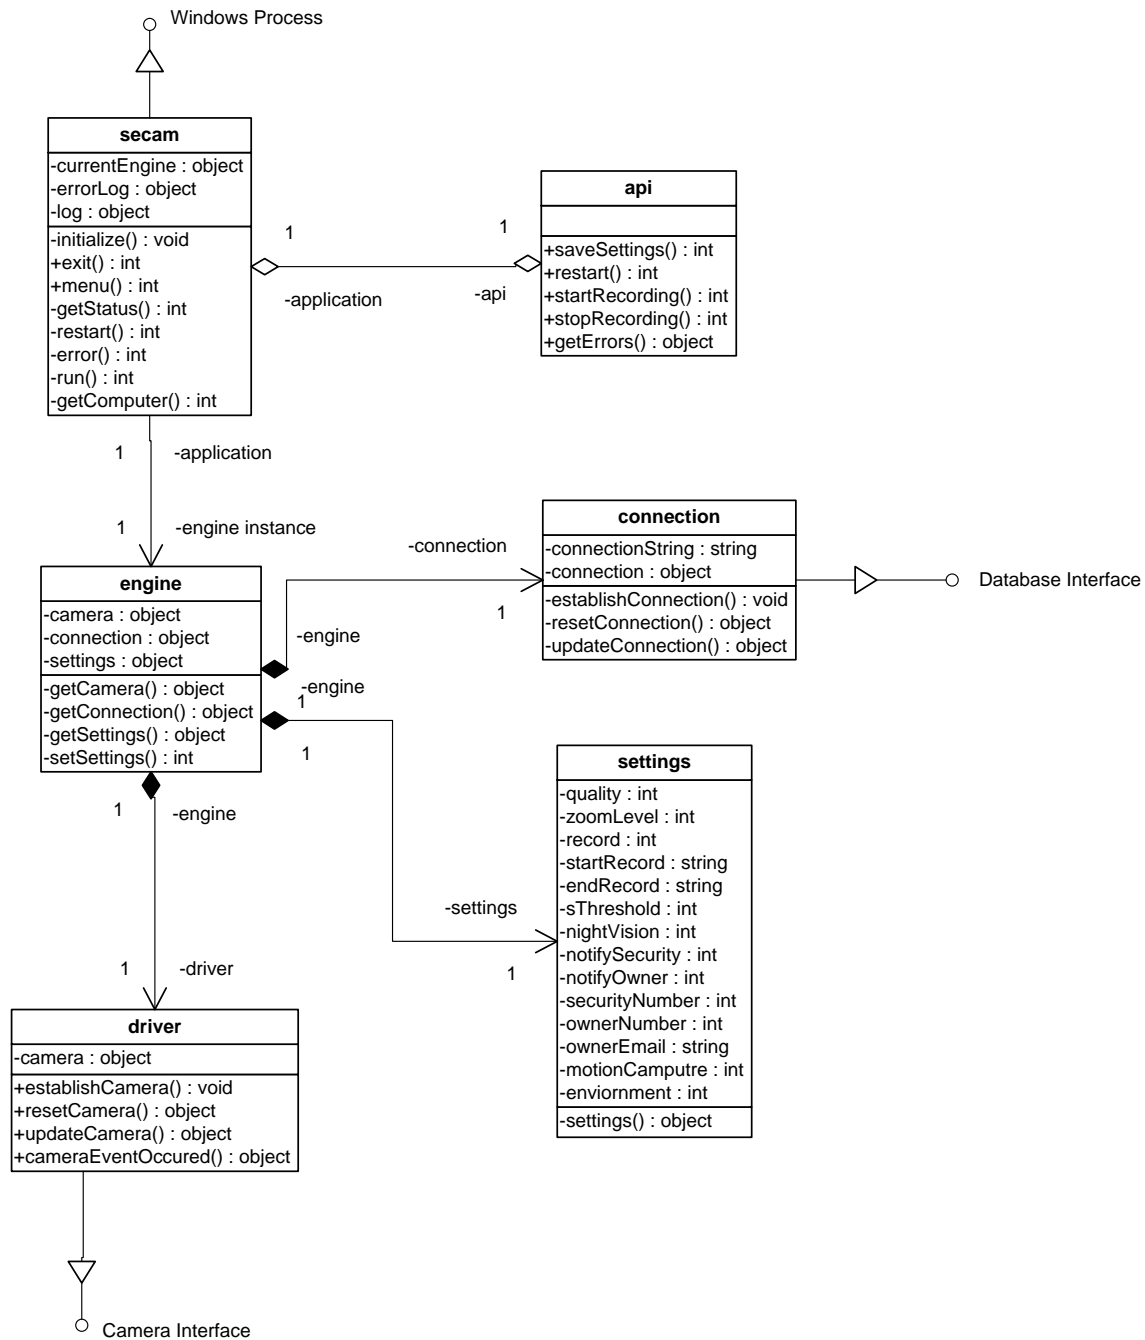 Windows Process
secam
-currentEngine : object
-errorLog : object
-log : object
-initialize() : void
+exit() : int
+menu() : int
-getStatus() : int
-restart() : int
-error() : int
-run() : int
-getComputer() : int
1
-application
1
-api
api
+saveSettings() : int
+restart() : int
+startRecording() : int
+stopRecording() : int
+getErrors() : object
1
-application
1
-engine instance
engine
-camera : object
-connection : object
-settings : object
-getCamera() : object
-getConnection() : object
-getSettings() : object
-setSettings() : int
-connection
1
-engine
-engine
1
1
connection
-connectionString : string
-connection : object
-establishConnection() : void
-resetConnection() : object
-updateConnection() : object
Database Interface
-settings
1
settings
-quality : int
-zoomLevel : int
-record : int
-startRecord : string
-endRecord : string
-sThreshold : int
-nightVision : int
-notifySecurity : int
-notifyOwner : int
-securityNumber : int
-ownerNumber : int
-ownerEmail : string
-motionCamputre : int
-enviornment : int
-settings() : object
1
-engine
1
-driver
driver
-camera : object
+establishCamera() : void
+resetCamera() : object
+updateCamera() : object
+cameraEventOccured() : object
Camera Interface